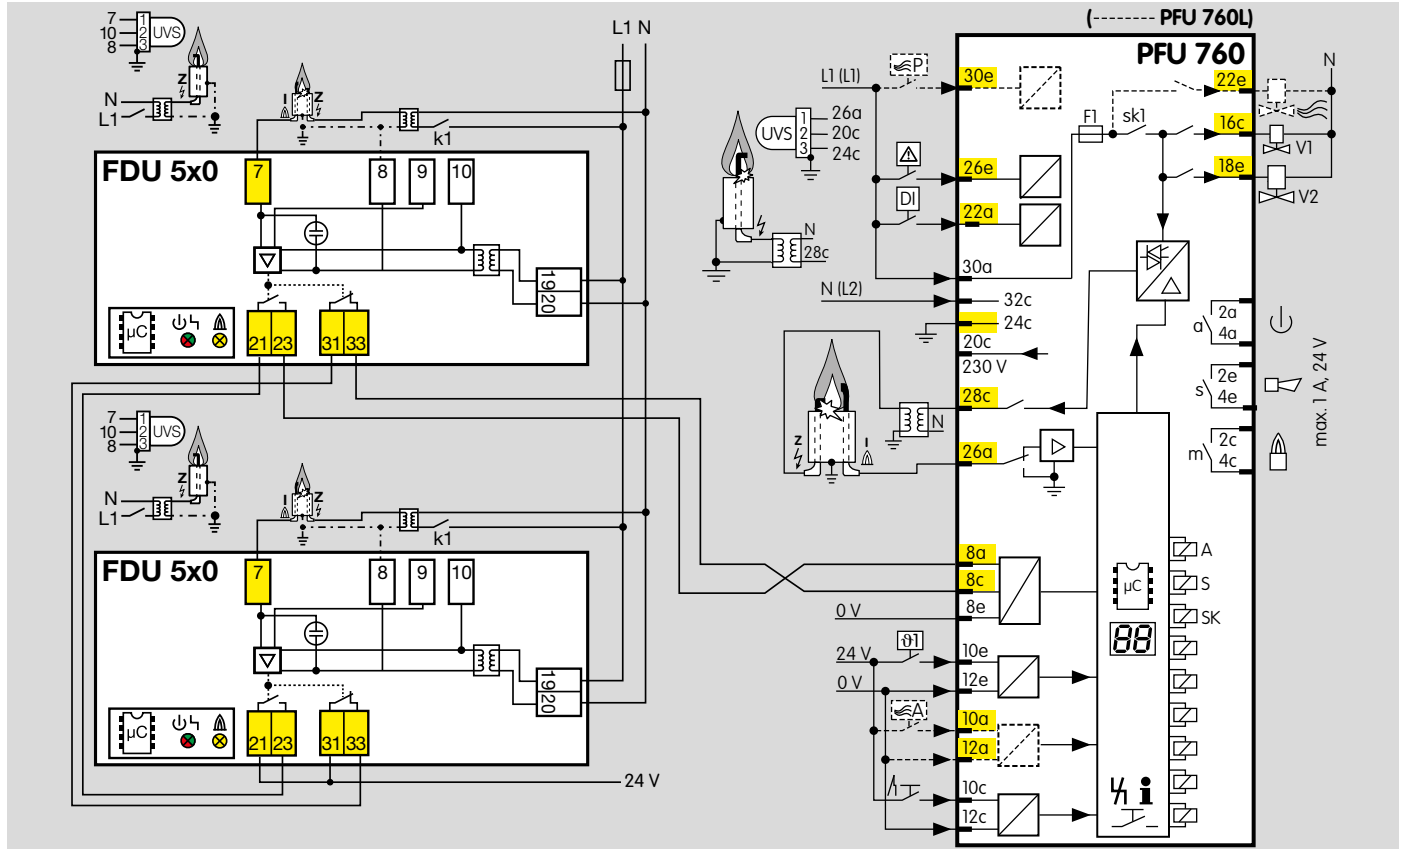 7
10
8
1
2
3
UVS
Z
N
L1
I
Z
k1
L1 N
FDU 5x0
7
8
9
10
19
20
µC
21 23
31 33
7
10
8
1
2
3
UVS
Z
N
L1
I
Z
k1
FDU 5x0
7
8
9
10
19
20
µC
21 23
31 33
24 V
(-------- PFU 760L)
PFU 760
L1 (L1)
P
30e
22e
N
UVS
1
2
3
26a
20c
24c
F1
sk1
16c
V1
26e
18e
V2
DI
22a
N
28c
30a
N (L2)
32c
24c
20c
230 V
28c
N
Z
I
26a
a
2a
4a
s
2e
4e
m
2c
4c
max. 1 A, 24 V
8a
8c
0 V
8e
µC
88
A
S
SK
ϑ1
24 V
10e
0 V
12e
A
10a
12a
10c
12c
i